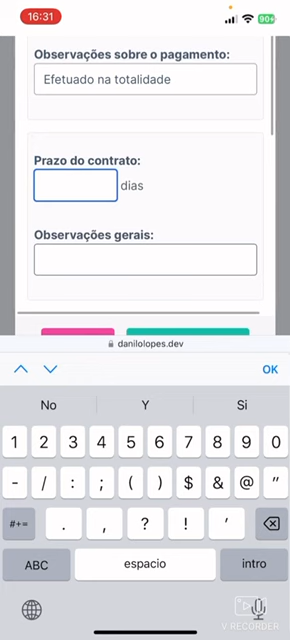 16:31
90
Observações sobre o pagamento:
Efetuado na totalidade
Prazo do contrato:
dias
Observações gerais:
danilolopes.dev
OK
No Y Si
1 2 3 4 5 6 7 8 9 0
- / : ; ( ) $ & @ "
#+= . , ? ! '
ABC espacio intro
V RECORDER